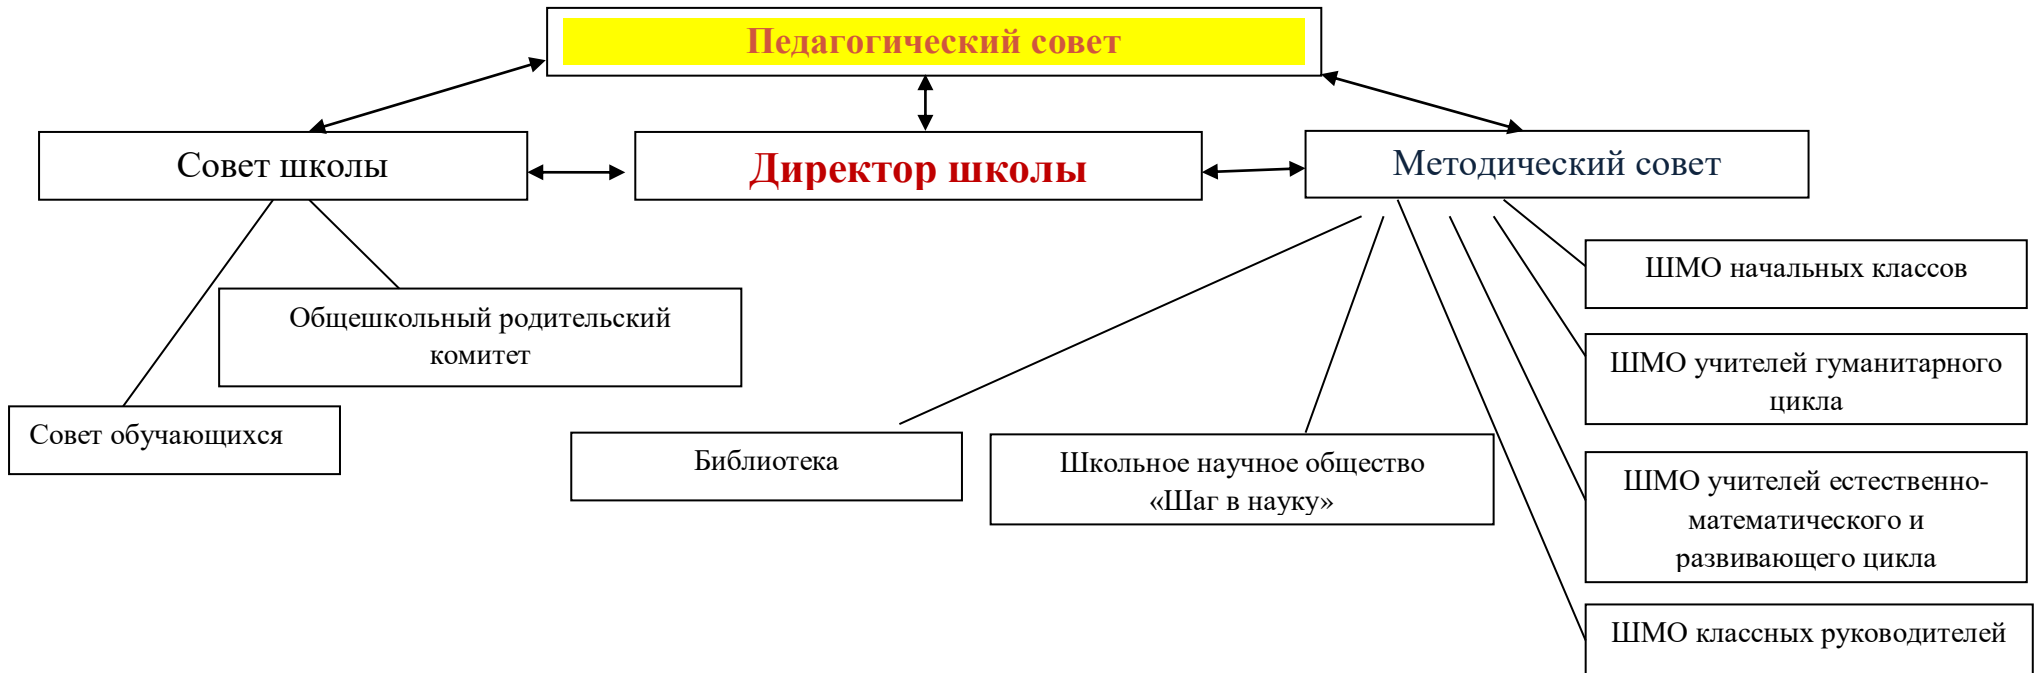 Педагогический совет
Совет школы
Директор школы
Методический совет
ШМО начальных классов
Общешкольный родительский
комитет
ШМО учителей гуманитарного
цикла
Совет обучающихся
Библиотека
Школьное научное общество
«Шаг в науку»
ШМО учителей естественно-
математического и
развивающего цикла
ШМО классных руководителей